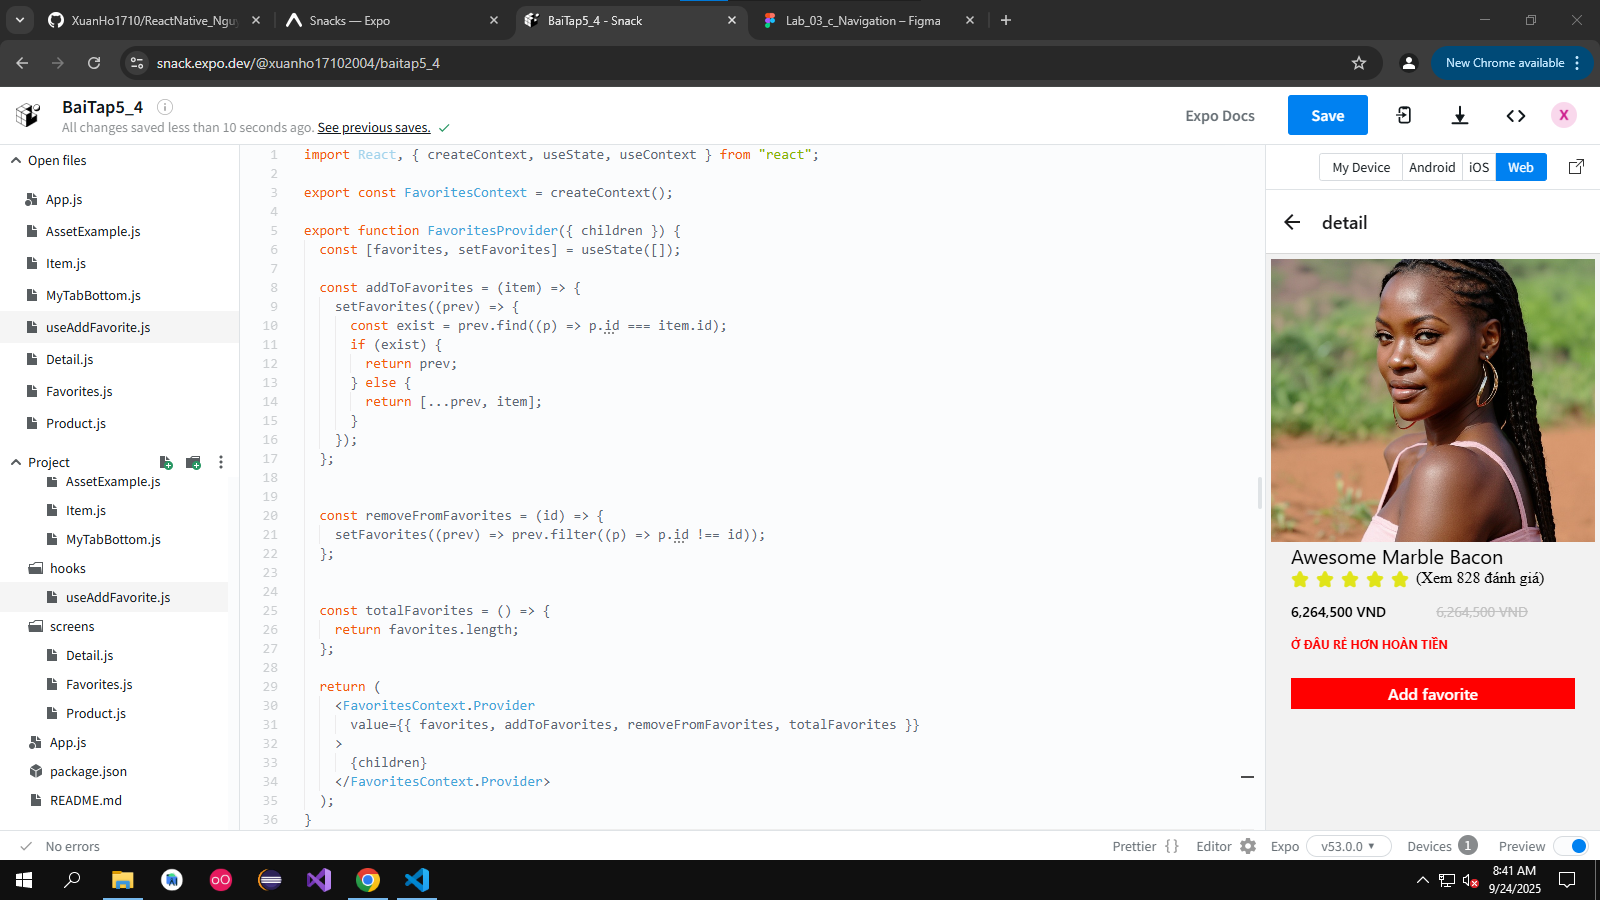 XuanHo1710/ReactNative_Nguy
Snacks — Expo
BaiTap5_4 - Snack
Lab_03_c_Navigation – Figma
snack.expo.dev/@xuanho17102004/baitap5_4
New Chrome available
BaiTap5_4
All changes saved less than 10 seconds ago. See previous saves.
Expo Docs
Save
X
Open files
App.js
AssetExample.js
Item.js
MyTabBottom.js
useAddFavorite.js
Detail.js
Favorites.js
Product.js
Project
AssetExample.js
Item.js
MyTabBottom.js
hooks
useAddFavorite.js
screens
Detail.js
Favorites.js
Product.js
App.js
package.json
README.md
1 import React, { createContext, useState, useContext } from "react";
2
3 export const FavoritesContext = createContext();
4
5 export function FavoritesProvider({ children }) {
6 const [favorites, setFavorites] = useState([]);
7
8 const addToFavorites = (item) => {
9 setFavorites((prev) => {
10 const exist = prev.find((p) => p.id === item.id);
11 if (exist) {
12 return prev;
13 } else {
14 return [...prev, item];
15 }
16 });
17 };
18
19
20 const removeFromFavorites = (id) => {
21 setFavorites((prev) => prev.filter((p) => p.id !== id));
22 };
23
24
25 const totalFavorites = () => {
26 return favorites.length;
27 };
28
29 return (
30 <FavoritesContext.Provider
31 value={{ favorites, addToFavorites, removeFromFavorites, totalFavorites }}
32 >
33 {children}
34 </FavoritesContext.Provider>
35 );
36 }
My Device
Android
iOS
Web
detail
Awesome Marble Bacon
(Xem 828 đánh giá)
6,264,500 VND 6,264,500 VND
Ở ĐÂU RẺ HƠN HOÀN TIỀN
Add favorite
No errors
Prettier { }
Editor
Expo
v53.0.0
Devices 1
Preview
8:41 AM
9/24/2025